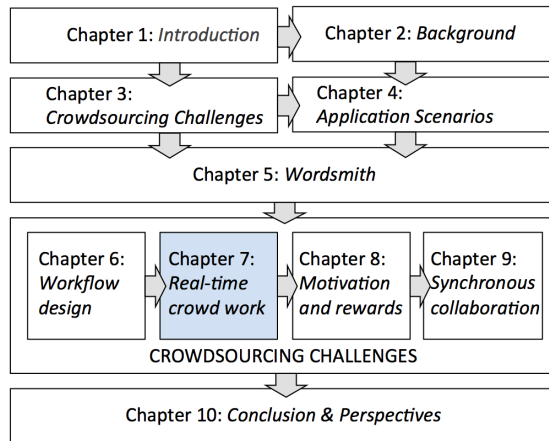 Chapter 1: Introduction
Chapter 2: Background
Chapter 3:
Crowdsourcing Challenges
Chapter 4:
Application Scenarios
Chapter 5: Wordsmith
Chapter 6:
Workflow
design
Chapter 7:
Real-time
crowd work
Chapter 8:
Motivation
and rewards
Chapter 9:
Synchronous
collaboration
CROWDSOURCING CHALLENGES
Chapter 10: Conclusion & Perspectives